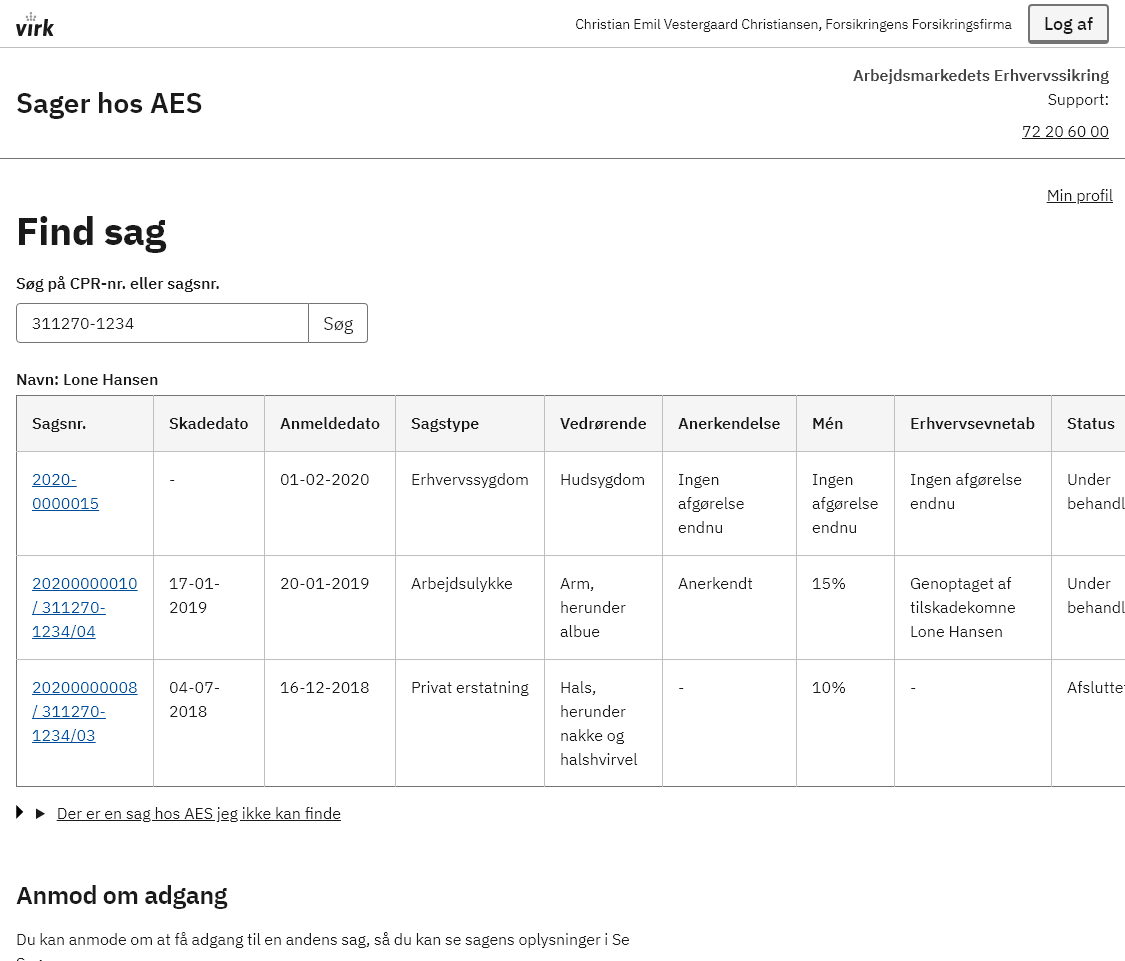 virk
Christian Emil Vestergaard Christiansen, Forsikringens Forsikringsfirma
Log af
Sager hos AES
Arbejdsmarkedets Erhvervssikring
Support:
72 20 60 00
Min profil
Find sag
Søg på CPR-nr. eller sagsnr.
311270-1234 Søg
Navn: Lone Hansen
Sagsnr. Skadedato Anmeldedato Sagstype Vedrørende Anerkendelse Mén Erhvervsevnetab Status
2020- - 01-02-2020 Erhvervssygdom Hudsygdom Ingen Ingen Ingen afgørelse Under
0000015 afgørelse afgørelse endnu behandl
endnu endnu
20200000010 17-01- 20-01-2019 Arbejdsulykke Arm, Anerkendt 15% Genoptaget af Under
/ 311270- 2019 herunder tilskadekomne behandl
1234/04 albue Lone Hansen
20200000008 04-07- 16-12-2018 Privat erstatning Hals, - 10% - Afslutte
/ 311270- 2018 herunder
1234/03 nakke og
halshvirvel
Der er en sag hos AES jeg ikke kan finde
Anmod om adgang
Du kan anmode om at få adgang til en andens sag, så du kan se sagens oplysninger i Se